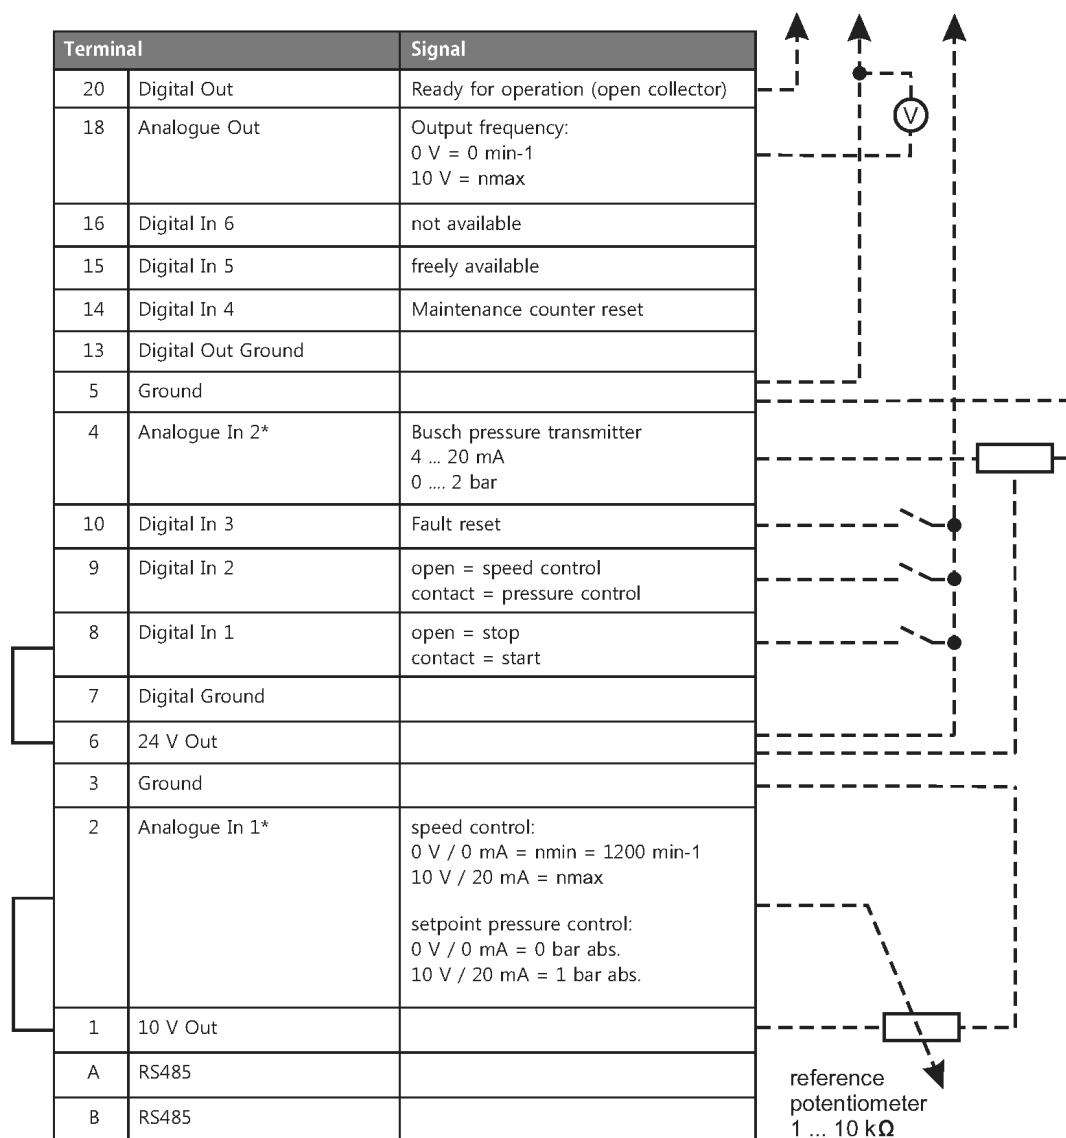 Terminal Signal
20 Digital Out Ready for operation (open collector)
18 Analogue Out Output frequency:
0 V = 0 min-1
10 V = nmax
V
16 Digital In 6 not available
15 Digital In 5 freely available
14 Digital In 4 Maintenance counter reset
13 Digital Out Ground
5 Ground
4 Analogue In 2* Busch pressure transmitter
4 ... 20 mA
0 .... 2 bar
10 Digital In 3 Fault reset
9 Digital In 2 open = speed control
contact = pressure control
8 Digital In 1 open = stop
contact = start
7 Digital Ground
6 24 V Out
3 Ground
2 Analogue In 1* speed control:
0 V / 0 mA = nmin = 1200 min-1
10 V / 20 mA = nmax
setpoint pressure control:
0 V / 0 mA = 0 bar abs.
10 V / 20 mA = 1 bar abs.
1 10 V Out
A RS485
B RS485
reference
potentiometer
1 ... 10 kΩ